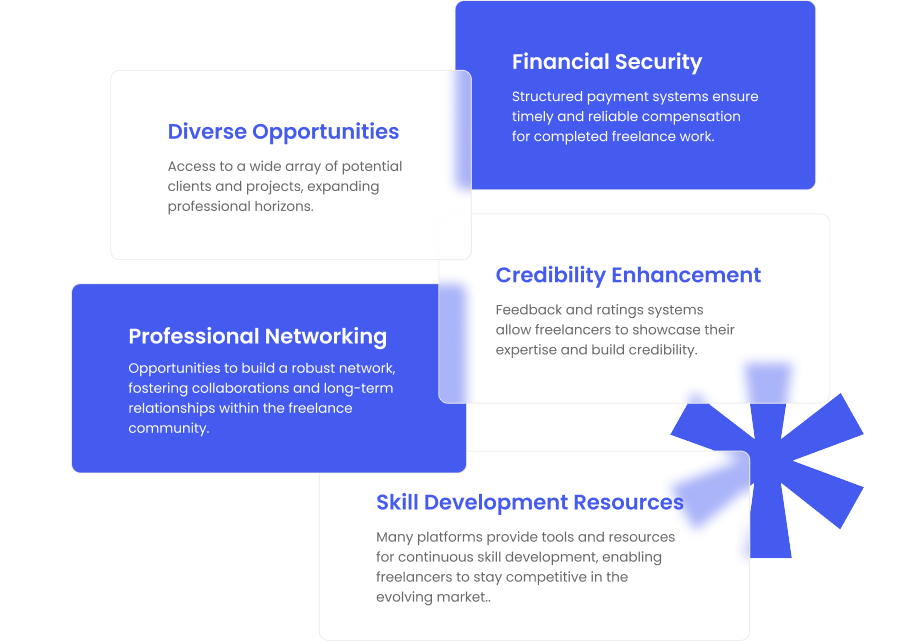 Financial Security
Structured payment systems ensure
timely and reliable compensation
for completed freelance work.
Diverse Opportunities
Access to a wide array of potential
clients and projects, expanding
professional horizons.
Credibility Enhancement
Feedback and ratings systems
allow freelancers to showcase their
expertise and build credibility.
Professional Networking
Opportunities to build a robust network,
fostering collaborations and long-term
relationships within the freelance
community.
Skill Development Resources
Many platforms provide tools and resources
for continuous skill development, enabling
freelancers to stay competitive in the
evolving market..